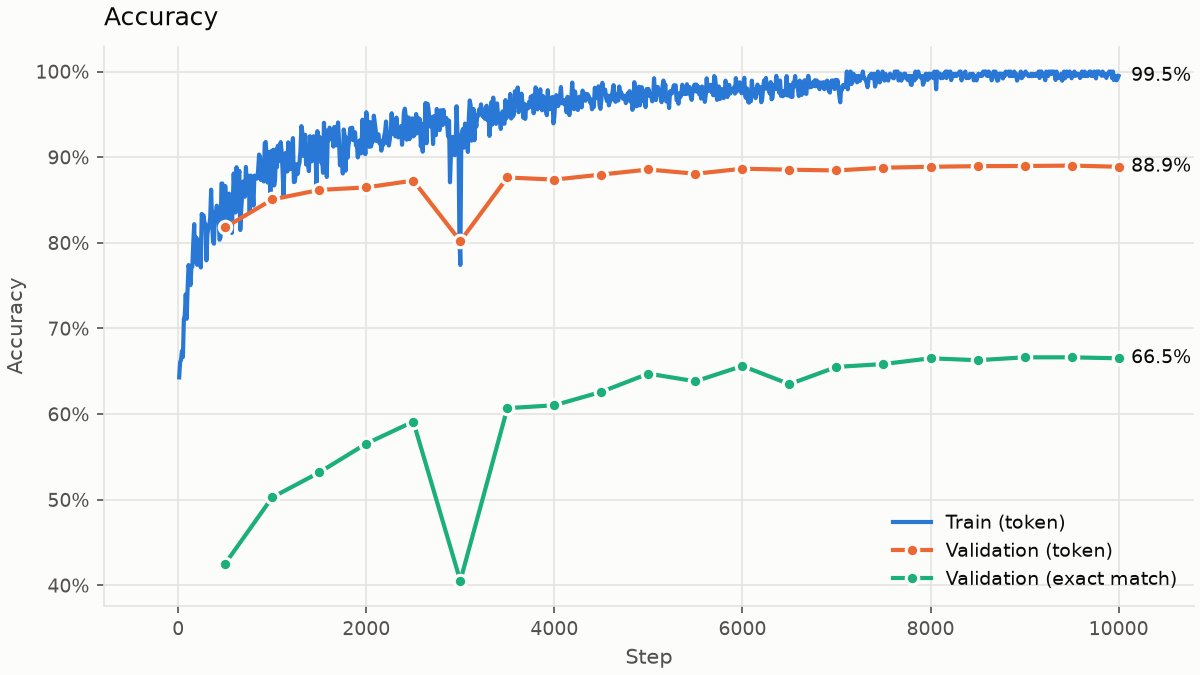 Accuracy
100%
90%
80%
70%
60%
50%
40%
Accuracy
99.5%
88.9%
66.5%
Train (token)
Validation (token)
Validation (exact match)
0 2000 4000 6000 8000 10000
Step